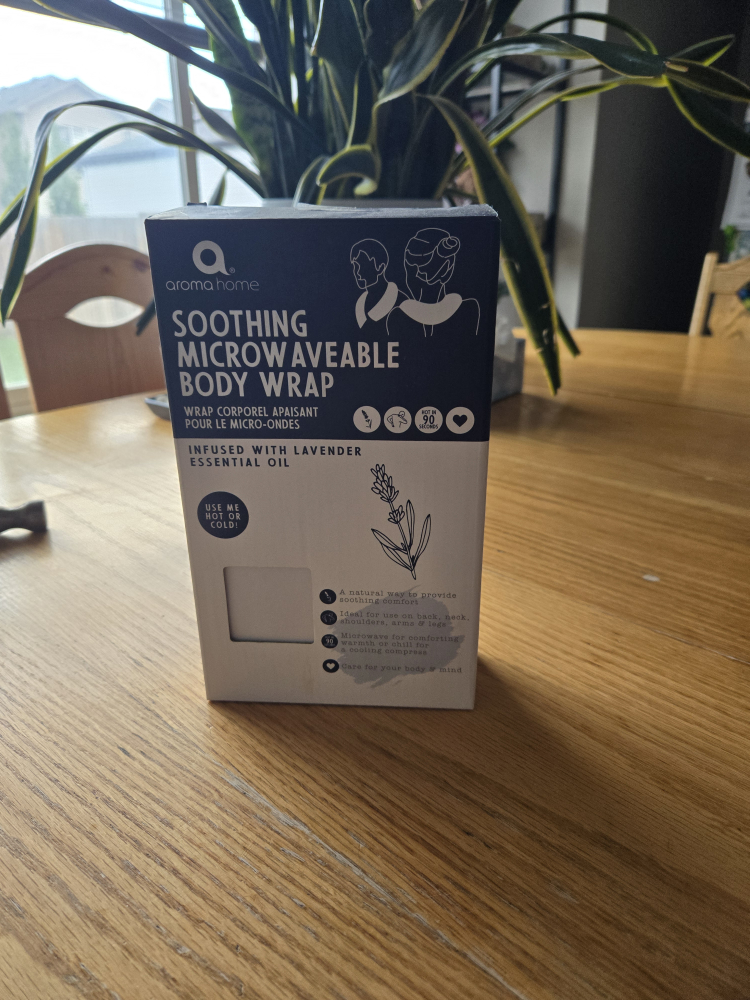 a®
aroma home
SOOTHING
MICROWAVEABLE
BODY WRAP
WRAP CORPOREL APAISANT
POUR LE MICRO-ONDES
HOT IN
90
SECONDS
INFUSED WITH LAVENDER
ESSENTIAL OIL
USE ME
HOT OR
COLD!
A natural way to provide
soothing comfort
Ideal for use on back, neck,
shoulders, arms & legs
90
Microwave for comforting
warmth or chill for
a cooling compress
Care for your body & mind